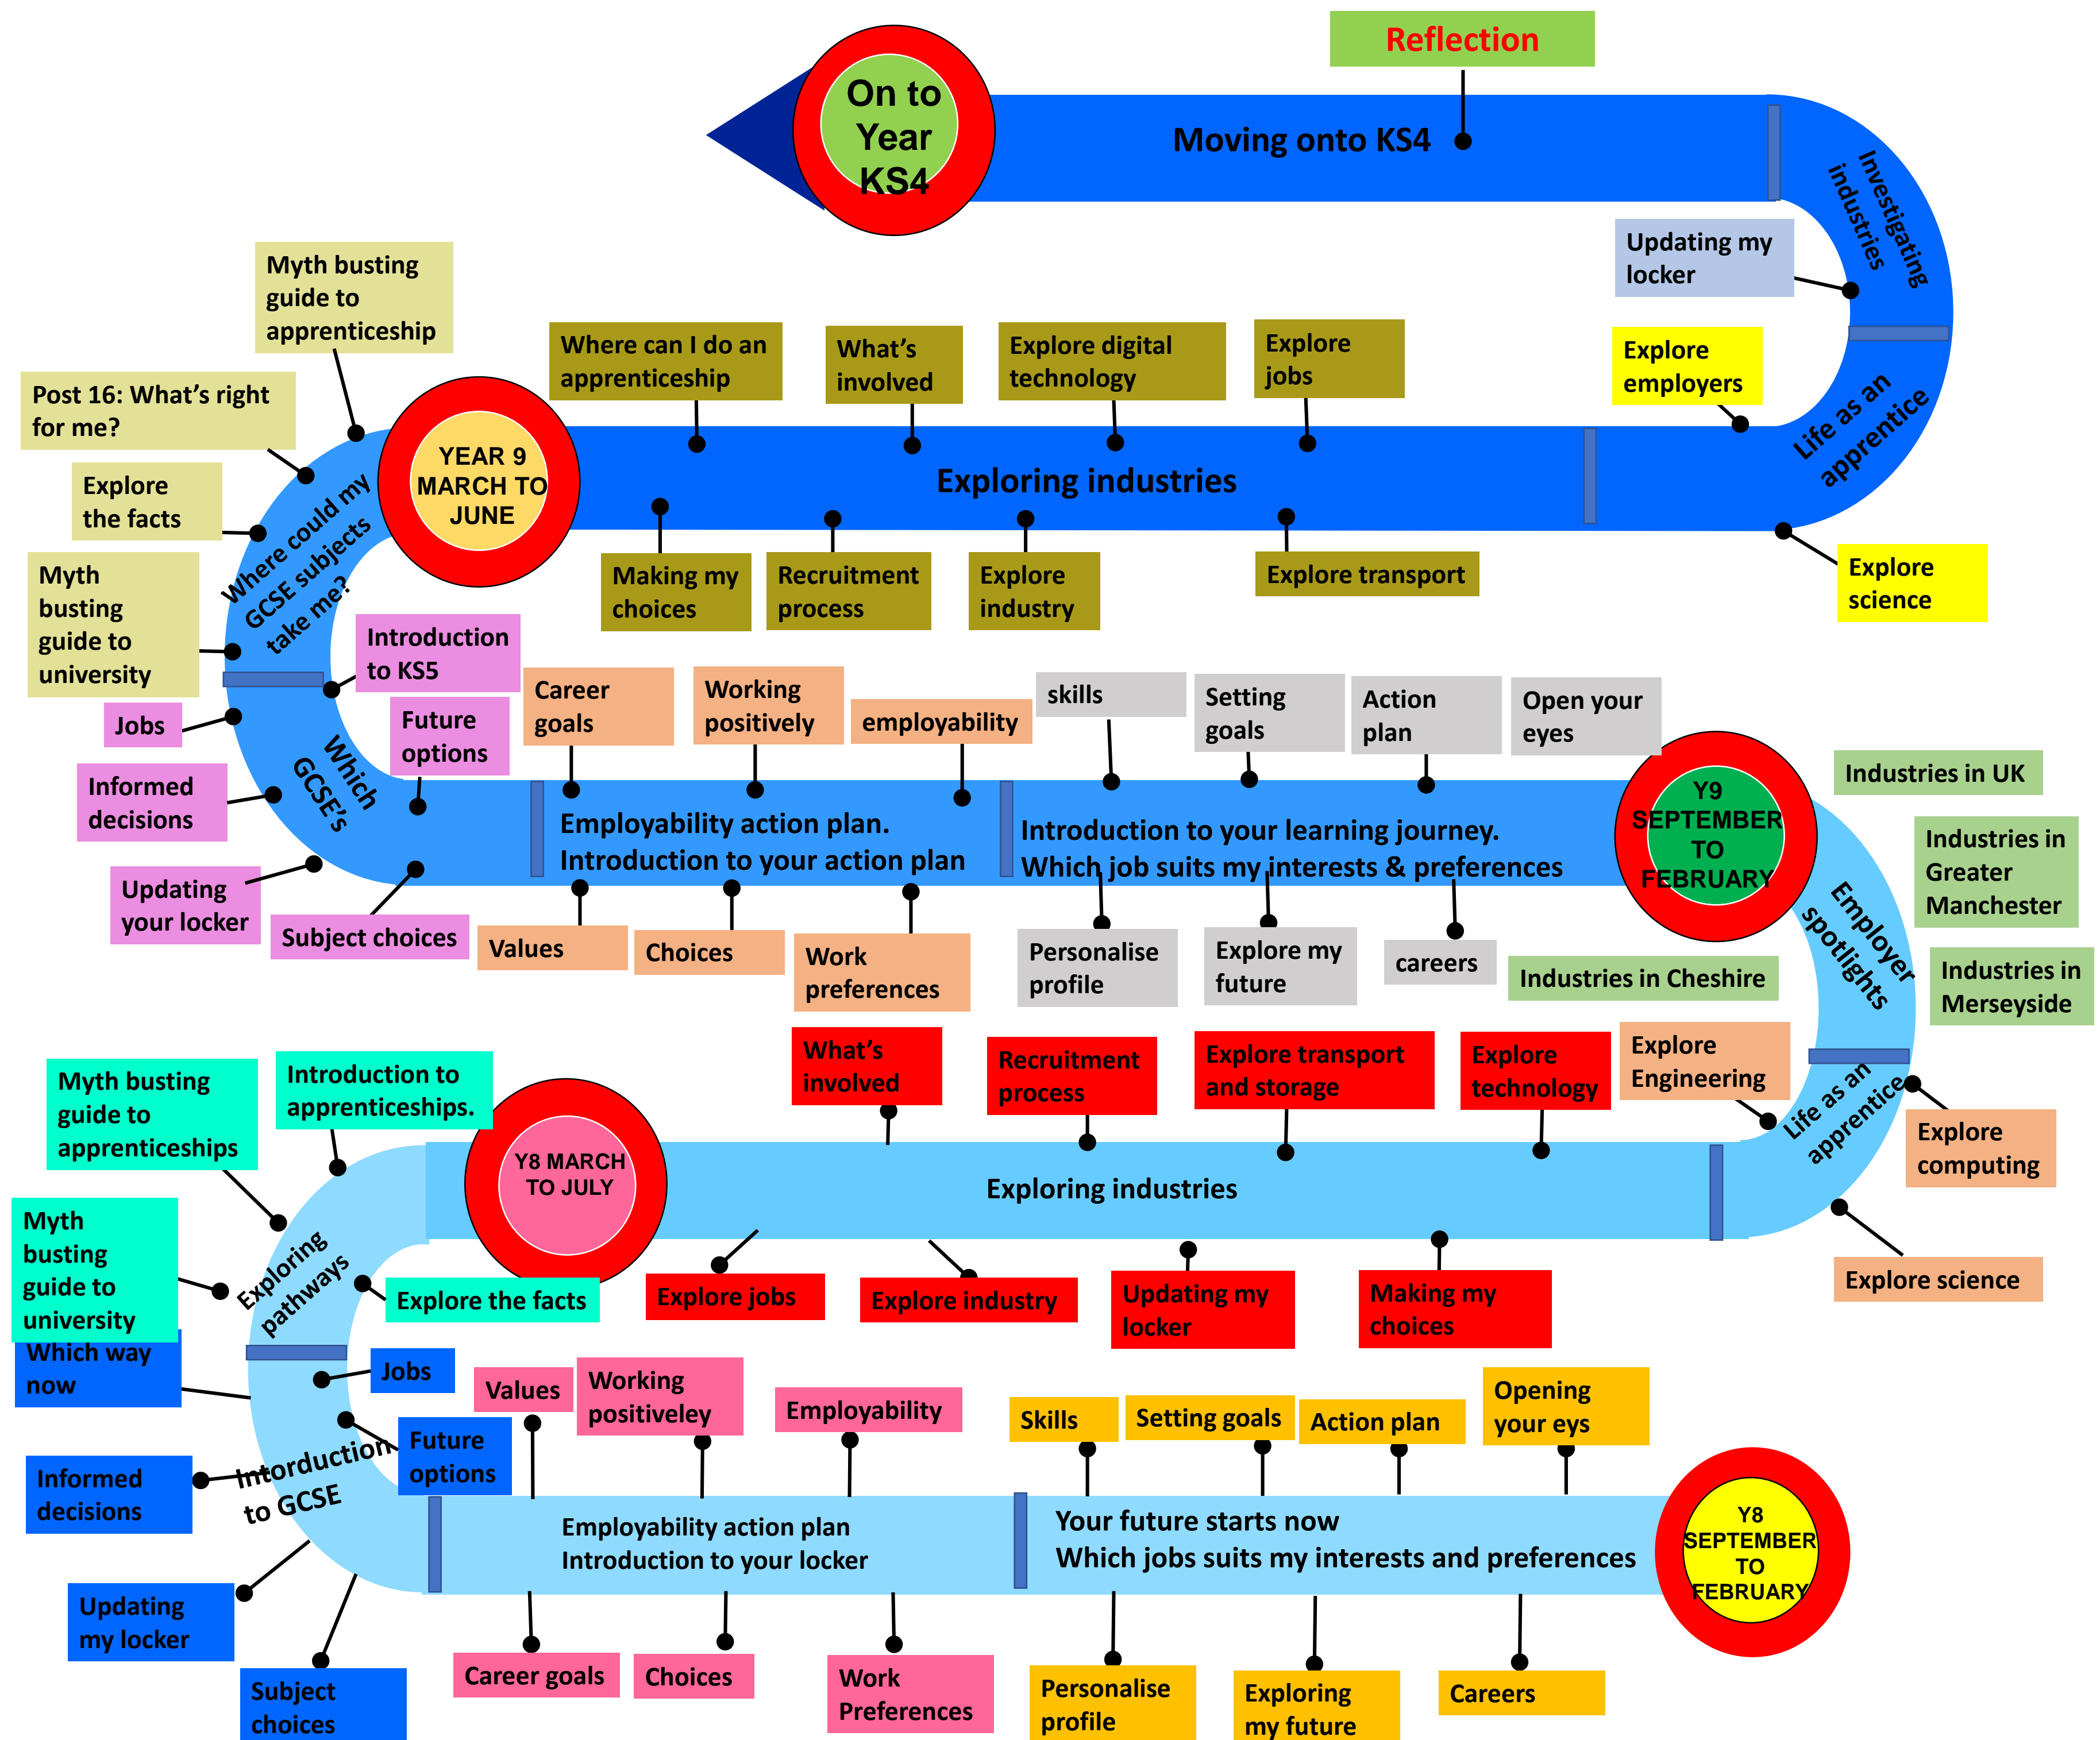 Reflection
On to
Year
KS4
Moving onto KS4
Investigating
industries
Updating my
locker
Explore
employers
Life as an
apprentice
Explore
science
Myth busting
guide to
apprenticeship
Post 16: What's right
for me?
Explore
the facts
Myth
busting
guide to
university
Where could my
GCSE subjects
take me?
YEAR 9
MARCH TO
JUNE
Where can I do an
apprenticeship
What's
involved
Explore digital
technology
Explore
jobs
Exploring industries
Making my
choices
Recruitment
process
Explore
industry
Explore transport
Introduction
to KS5
Jobs
Future
options
Informed
decisions
Which
GCSE's
Updating
your locker
Subject choices
Career
goals
Working
positively
employability
Employability action plan.
Introduction to your action plan
Values
Choices
Work
preferences
skills
Setting
goals
Action
plan
Open your
eyes
Introduction to your learning journey.
Which job suits my interests & preferences
Personalise
profile
Explore my
future
careers
Y9
SEPTEMBER
TO
FEBRUARY
Industries in UK
Industries in
Greater
Manchester
Industries in
Merseyside
Industries in Cheshire
Employer
spotlights
Explore
Engineering
Life as an
apprentice
Explore
computing
Explore science
What's
involved
Recruitment
process
Explore transport
and storage
Explore
technology
Exploring industries
Explore jobs
Explore industry
Updating my
locker
Making my
choices
Y8 MARCH
TO JULY
Introduction to
apprenticeships.
Myth busting
guide to
apprenticeships
Myth
busting
guide to
university
Exploring
pathways
Explore the facts
Which way
now
Jobs
Future
options
Informed
decisions
Intorduction
to GCSE
Updating
my locker
Subject
choices
Values
Working
positiveley
Employability
Employability action plan
Introduction to your locker
Career goals
Choices
Work
Preferences
Skills
Setting goals
Action plan
Opening
your eys
Your future starts now
Which jobs suits my interests and preferences
Personalise
profile
Exploring
my future
Careers
Y8
SEPTEMBER
TO
FEBRUARY